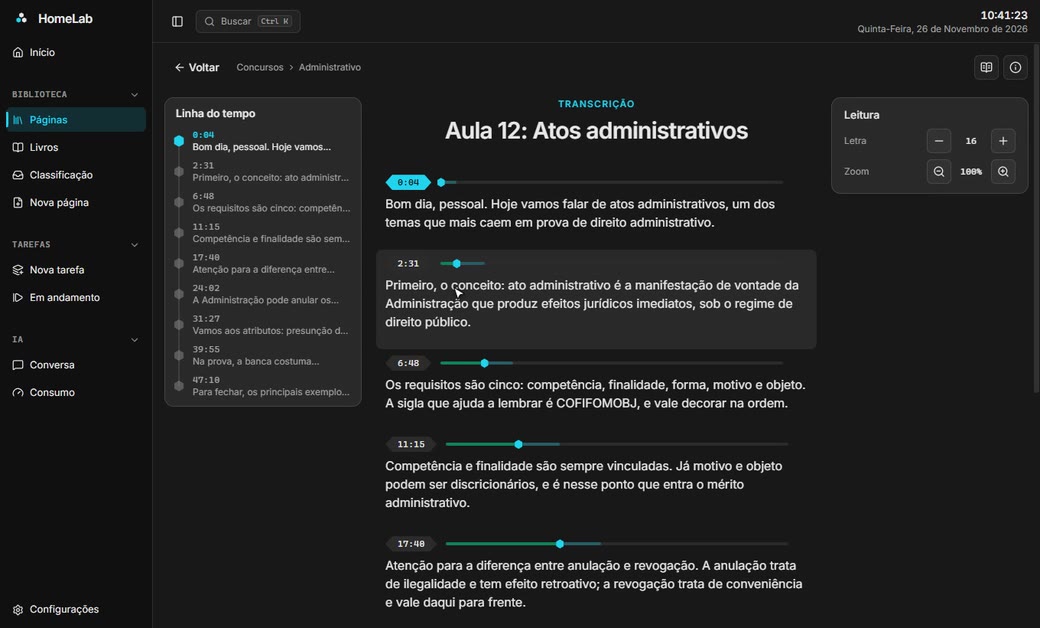 HomeLab
Buscar
Ctrl K
10:41:23
Quinta-Feira, 26 de Novembro de 2026
Início
BIBLIOTECA
Páginas
Livros
Classificação
Nova página
TAREFAS
Nova tarefa
Em andamento
IA
Conversa
Consumo
Configurações
Voltar
Concursos > Administrativo
Linha do tempo
0:04
Bom dia, pessoal. Hoje vamos...
2:31
Primeiro, o conceito: ato administr...
6:48
Os requisitos são cinco: competên...
11:15
Competência e finalidade são sem...
17:40
Atenção para a diferença entre...
24:02
A Administração pode anular os...
31:27
Vamos aos atributos: presunção d...
39:55
Na prova, a banca costuma...
47:10
Para fechar, os principais exemplo...
TRANSCRIÇÃO
Aula 12: Atos administrativos
0:04
Bom dia, pessoal. Hoje vamos falar de atos administrativos, um dos
temas que mais caem em prova de direito administrativo.
2:31
Primeiro, o conceito: ato administrativo é a manifestação de vontade da
Administração que produz efeitos jurídicos imediatos, sob o regime de
direito público.
6:48
Os requisitos são cinco: competência, finalidade, forma, motivo e objeto.
A sigla que ajuda a lembrar é COFIFOMOBJ, e vale decorar na ordem.
11:15
Competência e finalidade são sempre vinculadas. Já motivo e objeto
podem ser discricionários, e é nesse ponto que entra o mérito
administrativo.
17:40
Atenção para a diferença entre anulação e revogação. A anulação trata
de ilegalidade e tem efeito retroativo; a revogação trata de conveniência
e vale daqui para frente.
Leitura
Letra
16
Zoom
100%